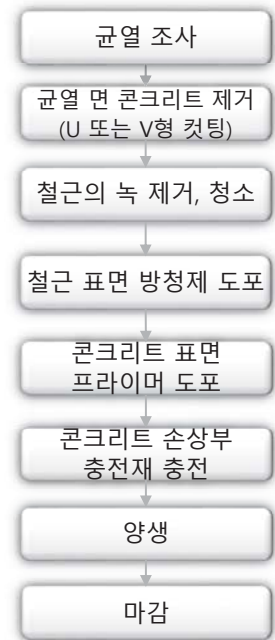 균열 조사
균열 면 콘크리트 제거
(U 또는 V형 컷팅)
철근의 녹 제거, 청소
철근 표면 방청제 도포
콘크리트 표면
프라이머 도포
콘크리트 손상부
충전재 충전
양생
마감